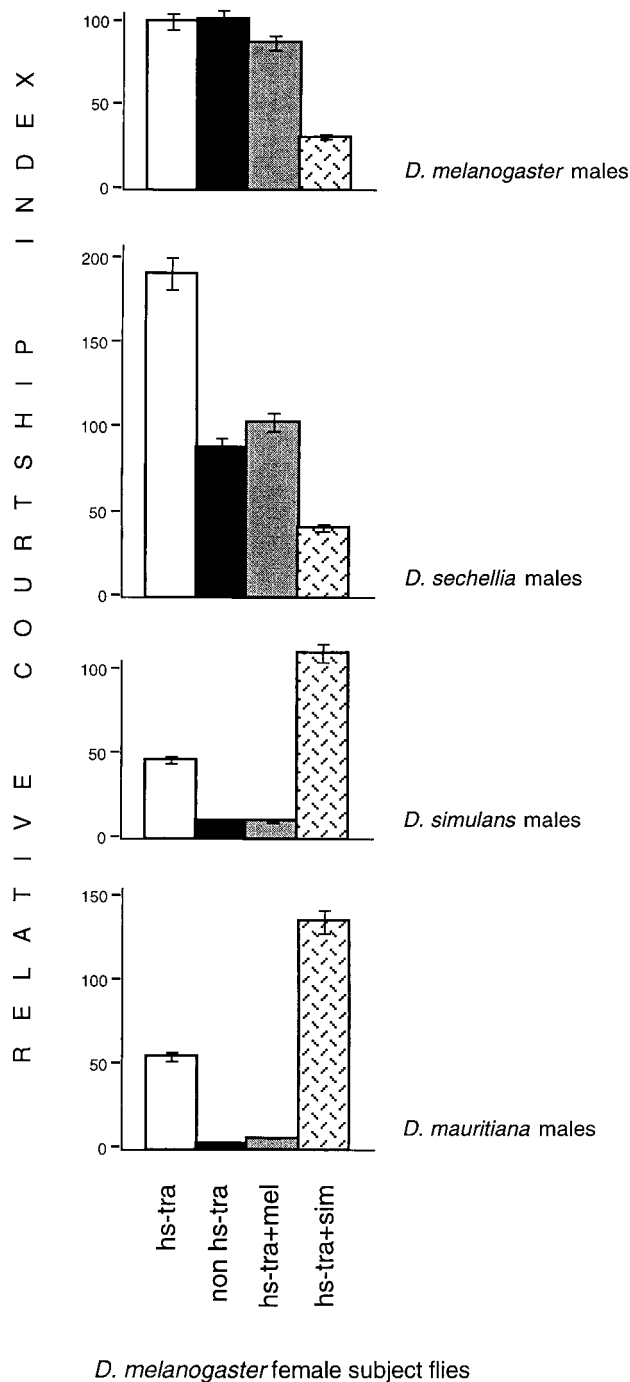 RELATIVE COURTSHIP INDEX
100
50
0
D. melanogaster males
200
150
100
50
0
D. sechellia males
100
50
0
D. simulans males
150
100
50
0
D. mauritiana males
hs-tra
non hs-tra
hs-tra+mel
hs-tra+sim
D. melanogaster female subject flies